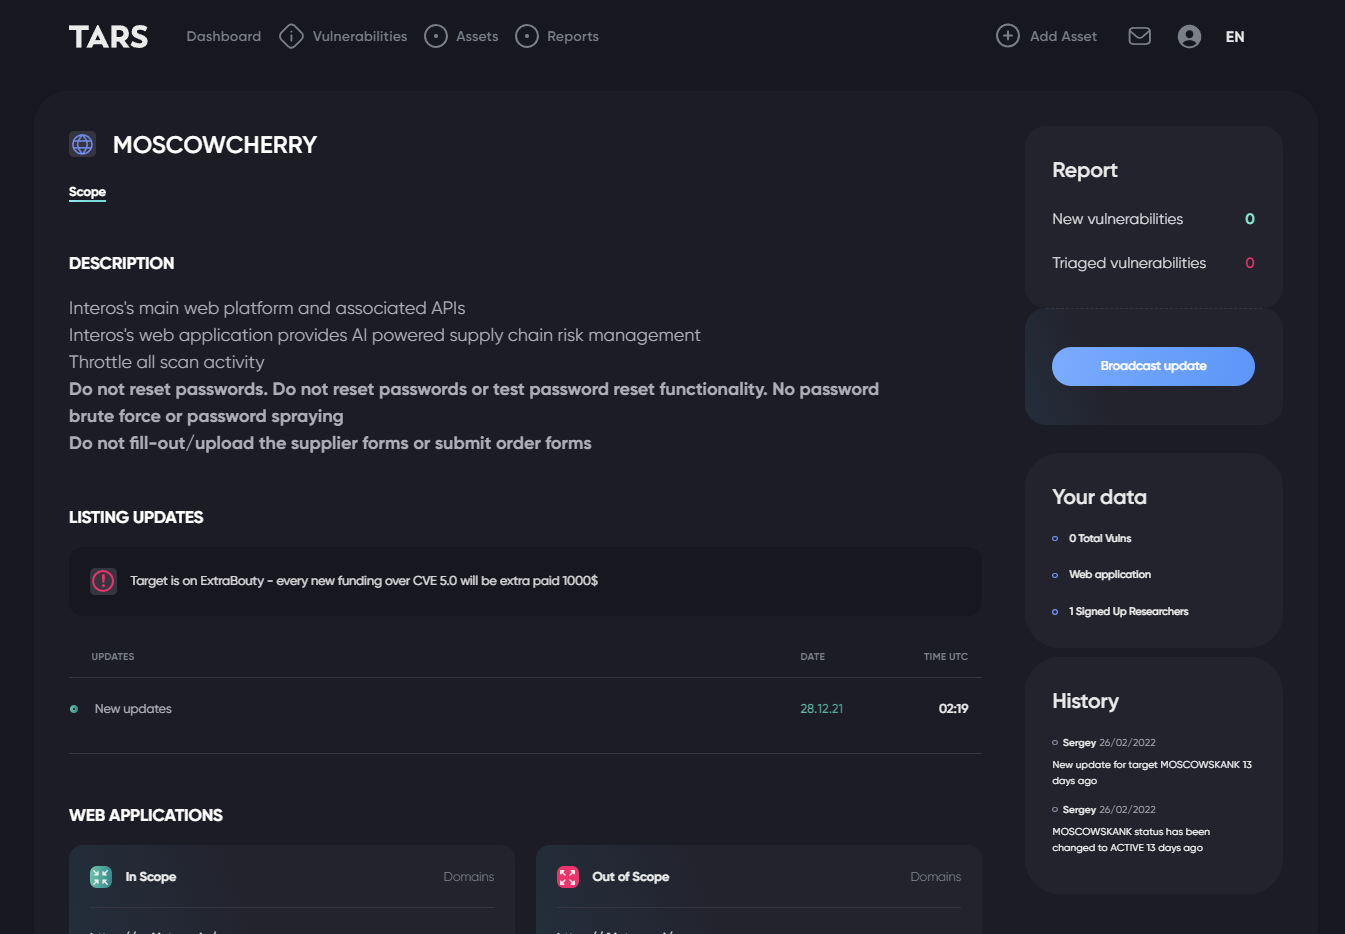 TARS
Dashboard
Vulnerabilities
Assets
Reports
Add Asset
EN
MOSCOWCHERRY
Scope
DESCRIPTION
Interos's main web platform and associated APIs
Interos's web application provides AI powered supply chain risk management
Throttle all scan activity
Do not reset passwords. Do not reset passwords or test password reset functionality. No password
brute force or password spraying
Do not fill-out/upload the supplier forms or submit order forms
LISTING UPDATES
Target is on ExtraBouty - every new funding over CVE 5.0 will be extra paid 1000$
UPDATES DATE TIME UTC
New updates 28.12.21 02:19
WEB APPLICATIONS
In Scope Domains
Out of Scope Domains
Report
New vulnerabilities 0
Triaged vulnerabilities 0
Broadcast update
Your data
0 Total Vulns
Web application
1 Signed Up Researchers
History
Sergey 26/02/2022
New update for target MOSCOWSKANK 13
days ago
Sergey 26/02/2022
MOSCOWSKANK status has been
changed to ACTIVE 13 days ago